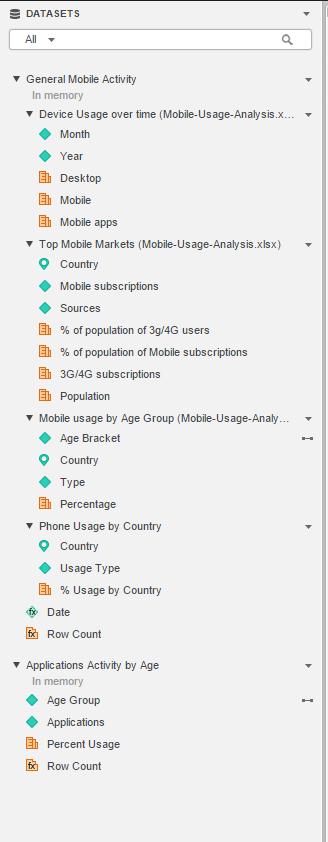 DATASETS
All
General Mobile Activity
In memory
Device Usage over time (Mobile-Usage-Analysis.x...
Month
Year
Desktop
Mobile
Mobile apps
Top Mobile Markets (Mobile-Usage-Analysis.xlsx)
Country
Mobile subscriptions
Sources
% of population of 3g/4G users
% of population of Mobile subscriptions
3G/4G subscriptions
Population
Mobile usage by Age Group (Mobile-Usage-Analy...
Age Bracket
Country
Type
Percentage
Phone Usage by Country
Country
Usage Type
% Usage by Country
fx Date
fx Row Count
Applications Activity by Age
In memory
Age Group
Applications
Percent Usage
fx Row Count